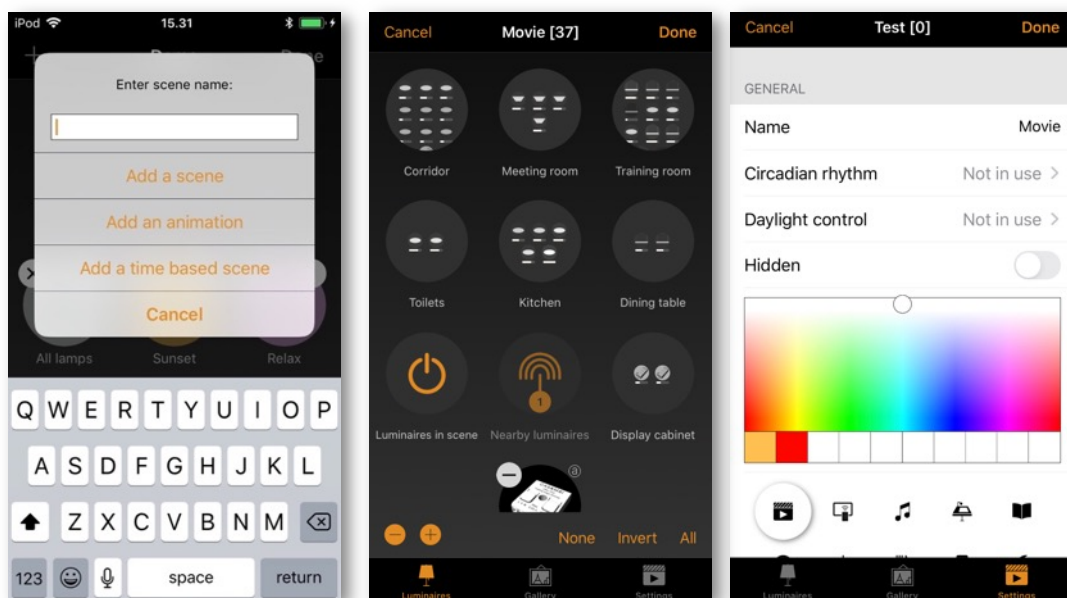 iPod 15.31
Enter scene name:
Add a scene
Add an animation
Add a time based scene
Cancel
All lamps Sunset Relax
Q W E R T Y U I O P
A S D F G H J K L
Z X C V B N M
123 space return
Cancel Movie [37] Done
Corridor Meeting room Training room
Toilets Kitchen Dining table
1
Luminaires in scene Nearby luminaires Display cabinet
a
None Invert All
Luminaires Gallery Settings
Cancel Test [0] Done
GENERAL
Name Movie
Circadian rhythm Not in use >
Daylight control Not in use >
Hidden
Luminaires Gallery Settings